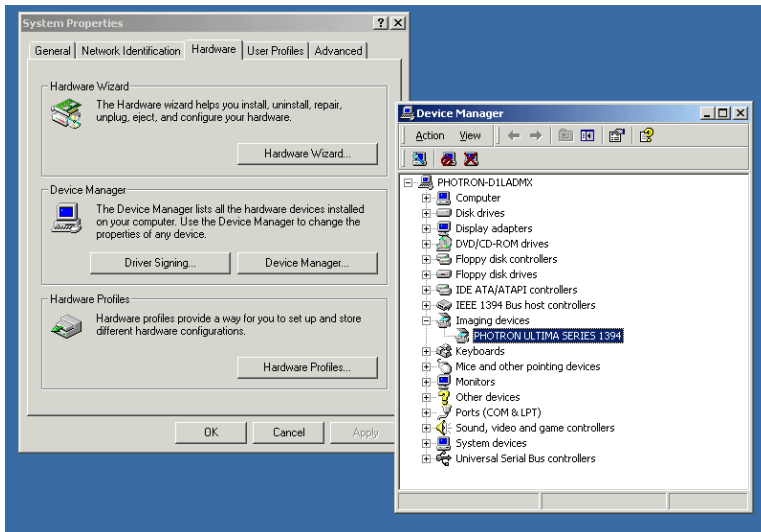 System Properties
General
Network Identification
Hardware
User Profiles
Advanced
Hardware Wizard
The Hardware wizard helps you install, uninstall, repair,
unplug, eject, and configure your hardware.
Hardware Wizard...
Device Manager
The Device Manager lists all the hardware devices installed
on your computer. Use the Device Manager to change the
properties of any device.
Driver Signing...
Device Manager...
Hardware Profiles
Hardware profiles provide a way for you to set up and store
different hardware configurations.
Hardware Profiles...
OK
Cancel
Apply
Device Manager
Action View
PHOTRON-D1LADMX
Computer
Disk drives
Display adapters
DVD/CD-ROM drives
Floppy disk controllers
Floppy disk drives
IDE ATA/ATAPI controllers
IEEE 1394 Bus host controllers
Imaging devices
PHOTRON ULTIMA SERIES 1394
Keyboards
Mice and other pointing devices
Monitors
Other devices
Ports (COM & LPT)
Sound, video and game controllers
System devices
Universal Serial Bus controllers